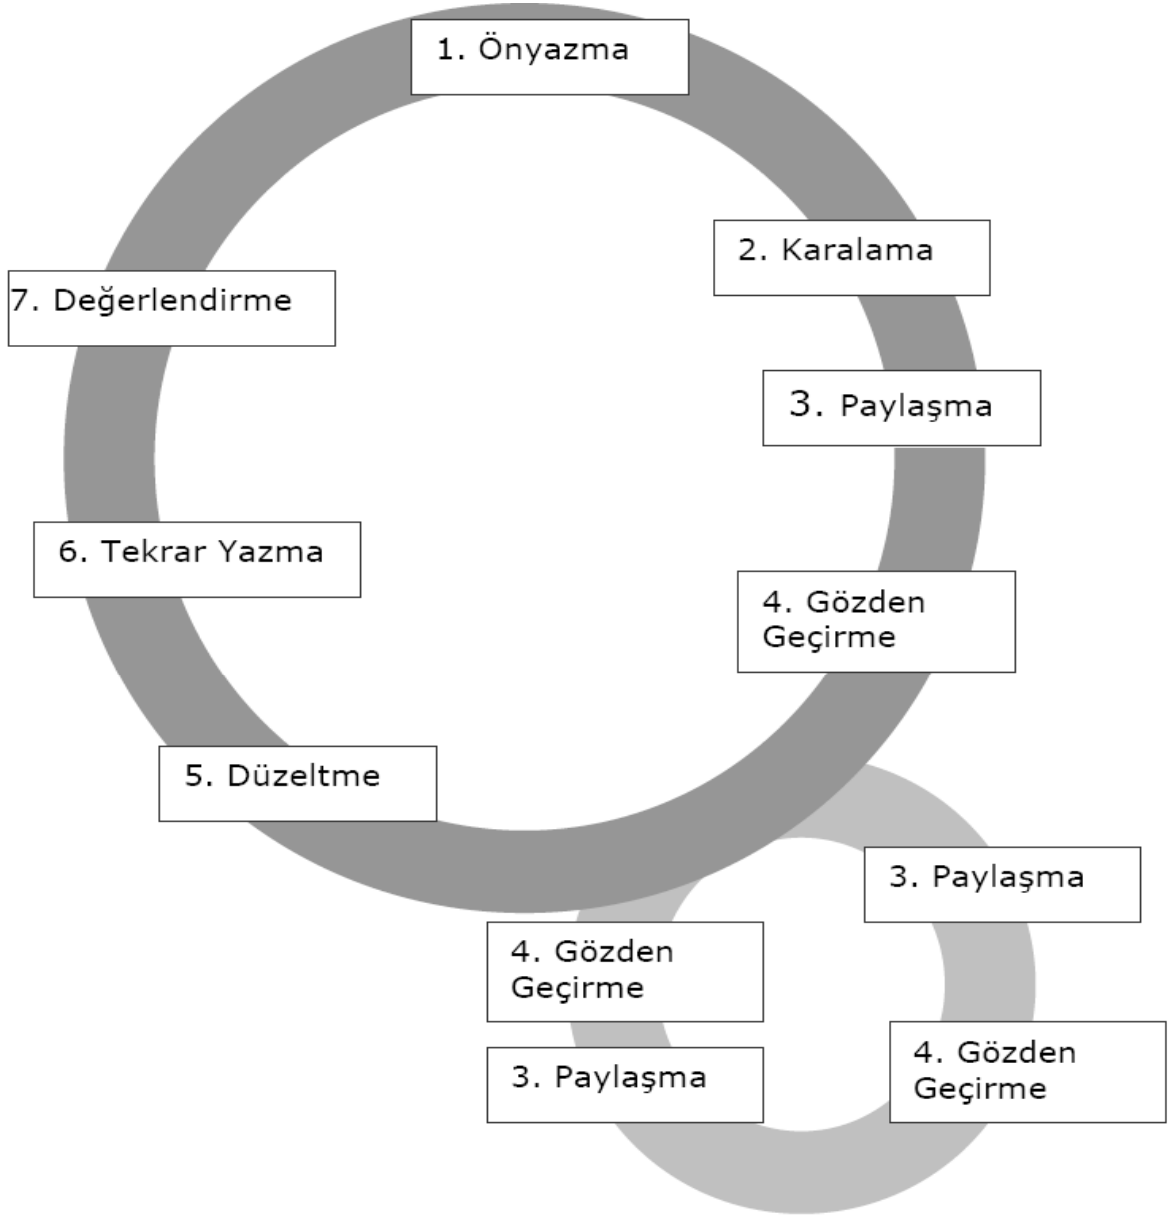 1. Önyazma
2. Karalama
7. Değerlendirme
3. Paylaşma
6. Tekrar Yazma
4. Gözden
Geçirme
5. Düzeltme
3. Paylaşma
4. Gözden
Geçirme
4. Gözden
Geçirme
3. Paylaşma